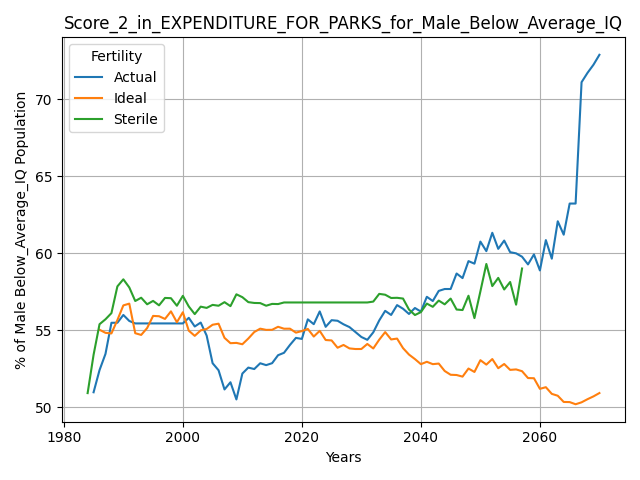 Score_2_in_EXPENDITURE_FOR_PARKS_for_Male_Below_Average_IQ
Fertility
Actual
Ideal
Sterile
% of Male Below_Average_IQ Population
70
65
60
55
50
1980
2000
2020
2040
2060
Years